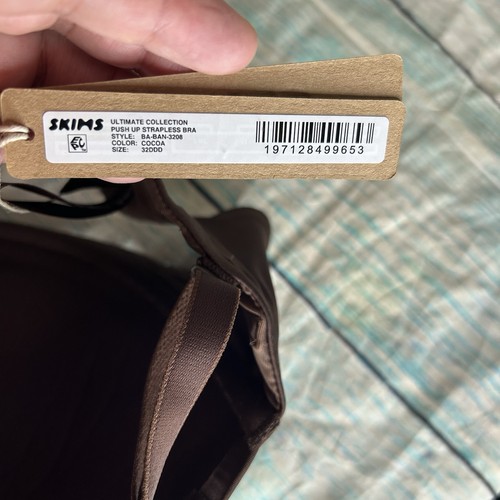 SKIMS
ULTIMATE COLLECTION
PUSH UP STRAPLESS BRA
STYLE: BA-BAN-3208
COLOR: COCOA
SIZE: 32DDD
197128499653